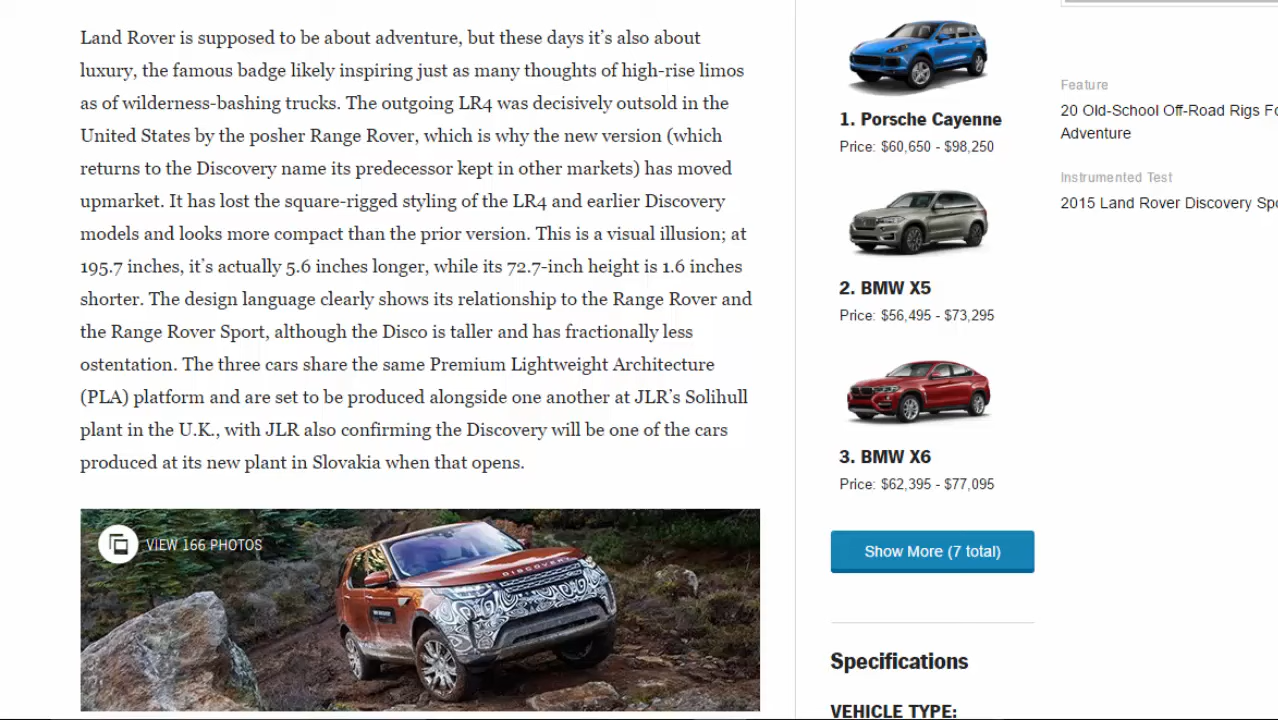 Land Rover is supposed to be about adventure, but these days it’s also about
luxury, the famous badge likely inspiring just as many thoughts of high-rise limos
as of wilderness-bashing trucks. The outgoing LR4 was decisively outsold in the
United States by the posher Range Rover, which is why the new version (which
returns to the Discovery name its predecessor kept in other markets) has moved
upmarket. It has lost the square-rigged styling of the LR4 and earlier Discovery
models and looks more compact than the prior version. This is a visual illusion; at
195.7 inches, it’s actually 5.6 inches longer, while its 72.7-inch height is 1.6 inches
shorter. The design language clearly shows its relationship to the Range Rover and
the Range Rover Sport, although the Disco is taller and has fractionally less
ostentation. The three cars share the same Premium Lightweight Architecture
(PLA) platform and are set to be produced alongside one another at JLR’s Solihull
plant in the U.K., with JLR also confirming the Discovery will be one of the cars
produced at its new plant in Slovakia when that opens.
VIEW 166 PHOTOS
DISCOVERY
1. Porsche Cayenne
Price: $60,650 - $98,250
2. BMW X5
Price: $56,495 - $73,295
3. BMW X6
Price: $62,395 - $77,095
Show More (7 total)
Specifications
VEHICLE TYPE:
Feature
20 Old-School Off-Road Rigs Fo
Adventure
Instrumented Test
2015 Land Rover Discovery Spo